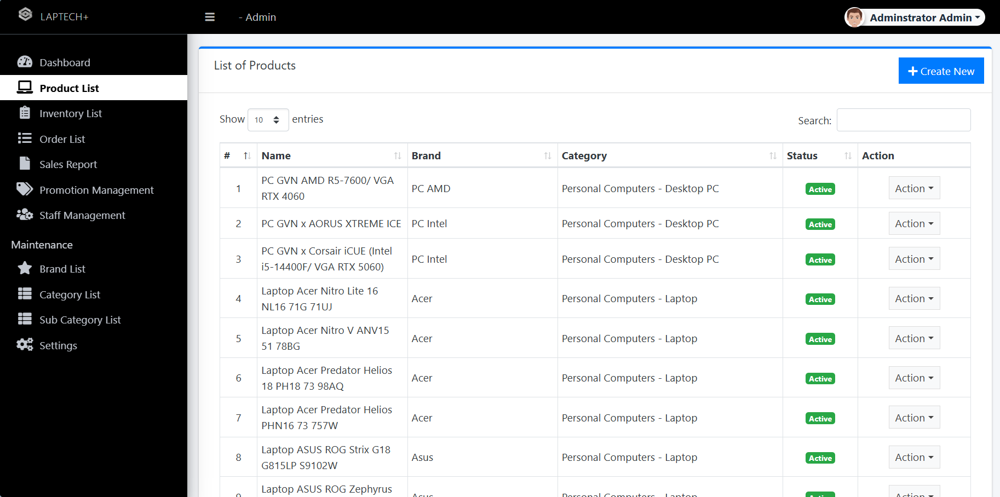 LAPTECH+
- Admin
Adminstrator Admin
Dashboard
Product List
Inventory List
Order List
Sales Report
Promotion Management
Staff Management
Maintenance
Brand List
Category List
Sub Category List
Settings
List of Products
Create New
Show 10 entries
Search:
# Name Brand Category Status Action
1 PC GVN AMD R5-7600/ VGA
RTX 4060 PC AMD Personal Computers - Desktop PC Active Action
2 PC GVN x AORUS XTREME ICE PC Intel Personal Computers - Desktop PC Active Action
3 PC GVN x Corsair iCUE (Intel
i5-14400F/ VGA RTX 5060) PC Intel Personal Computers - Desktop PC Active Action
4 Laptop Acer Nitro Lite 16
NL16 71G 71UJ Acer Personal Computers - Laptop Active Action
5 Laptop Acer Nitro V ANV15
51 78BG Acer Personal Computers - Laptop Active Action
6 Laptop Acer Predator Helios
18 PH18 73 98AQ Acer Personal Computers - Laptop Active Action
7 Laptop Acer Predator Helios
PHN16 73 757W Acer Personal Computers - Laptop Active Action
8 Laptop ASUS ROG Strix G18
G815LP S9102W Asus Personal Computers - Laptop Active Action
9 Laptop ASUS ROG Zephyrus
Asus Personal Computers - Laptop Active Action